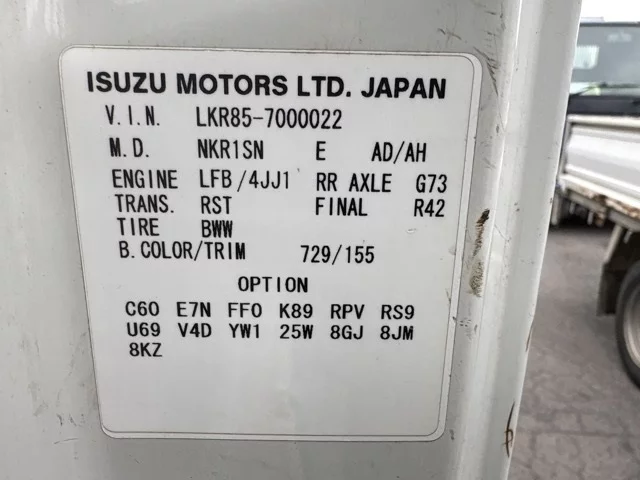 ISUZU MOTORS LTD. JAPAN
V.I.N. LKR85-7000022
M.D. NKR1SN E AD/AH
ENGINE LFB/4JJ1 RR AXLE G73
TRANS. RST FINAL R42
TIRE BWW
B.COLOR/TRIM 729/155
OPTION
C60 E7N FF0 K89 RPV RS9
U69 V4D YW1 25W 8GJ 8JM
8KZ